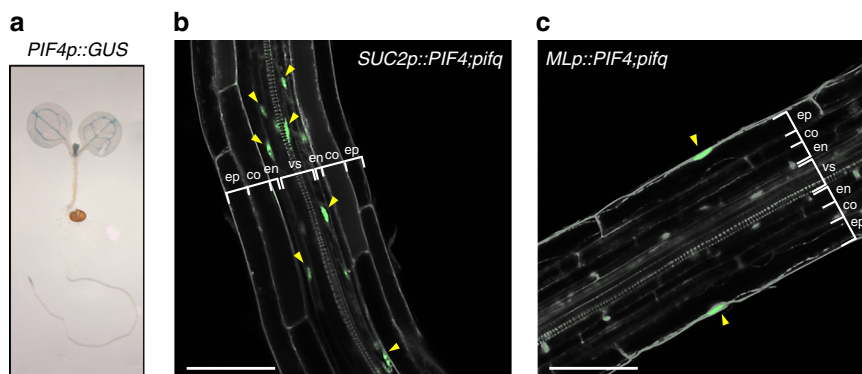 a
PIF4p::GUS
b
SUC2p::PIF4;pifq
ep co en vs en co ep
c
MLp::PIF4;pifq
ep
co
en
vs
en
co
ep